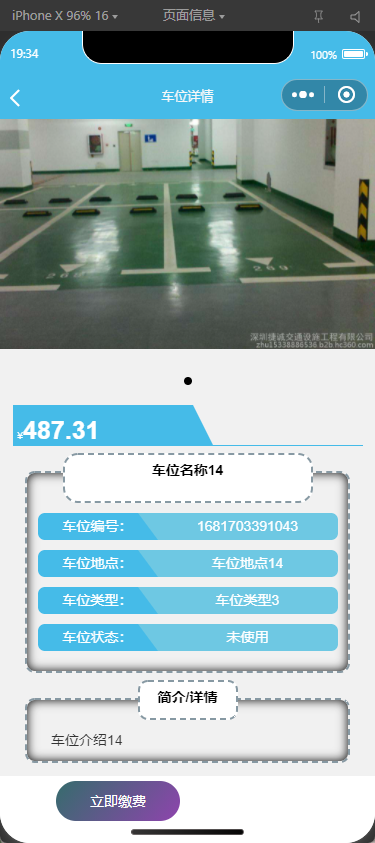 iPhone X 96% 16 ▾ 页面信息 ▾
19:34 100%
车位详情
深圳捷诚交通设施工程有限公司
zhu15338886536 b2b.hc360.com
¥487.31
车位名称14
车位编号: 1681703391043
车位地点: 车位地点14
车位类型: 车位类型3
车位状态: 未使用
简介/详情
车位介绍14
立即缴费